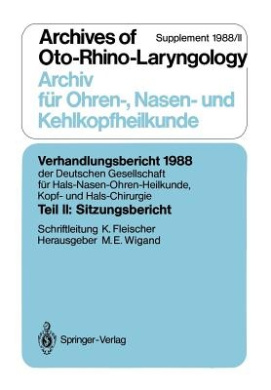 Archives of Supplement 1988/II
Oto-Rhino-Laryngology
Archiv
für Ohren-, Nasen- und
Kehlkopfheilkunde
Verhandlungsbericht 1988
der Deutschen Gesellschaft
für Hals-Nasen-Ohren-Heilkunde,
Kopf- und Hals-Chirurgie
Teil II: Sitzungsbericht
Schriftleitung K. Fleischer
Herausgeber M.E. Wigand
Springer-Verlag